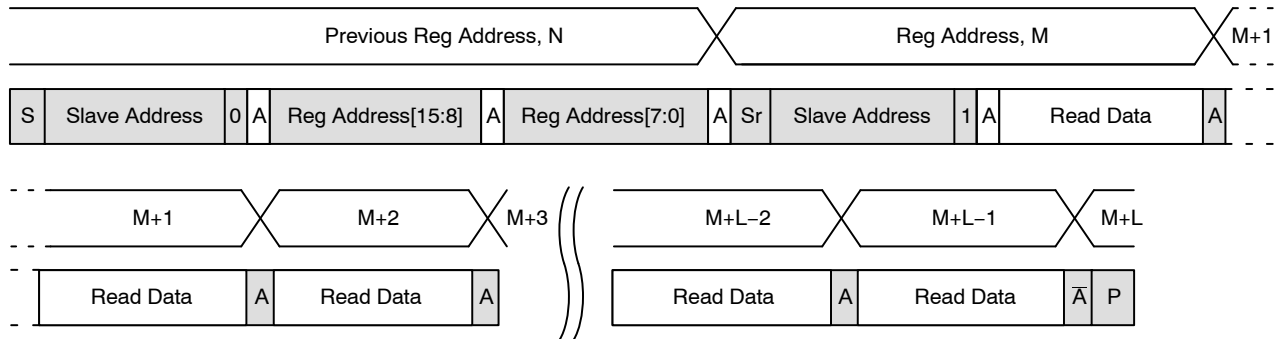 Previous Reg Address, N Reg Address, M M+1
S Slave Address 0 A Reg Address[15:8] A Reg Address[7:0] A Sr Slave Address 1 A Read Data A
M+1 M+2 M+3 M+L−2 M+L−1 M+L
Read Data A Read Data A Read Data A Read Data A̅ P